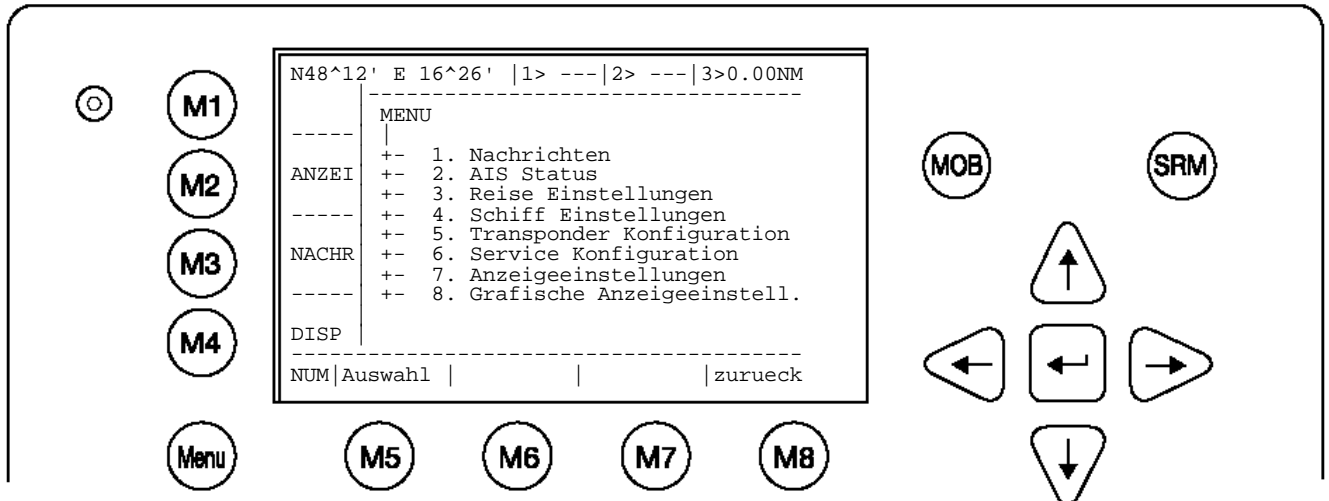 N48^12' E 16^26' |1> ---|2> ---|3>0.00NM
M1
MENU
1. Nachrichten
ANZEI +- 2. AIS Status
+- 3. Reise Einstellungen
+- 4. Schiff Einstellungen
+- 5. Transponder Konfiguration
NACHR +- 6. Service Konfiguration
+- 7. Anzeigeeinstellungen
+- 8. Grafische Anzeigeeinstell.
DISP
NUM|Auswahl | | |zurueck
M2
M3
M4
Menu
M5
M6
M7
M8
MOB
SRM